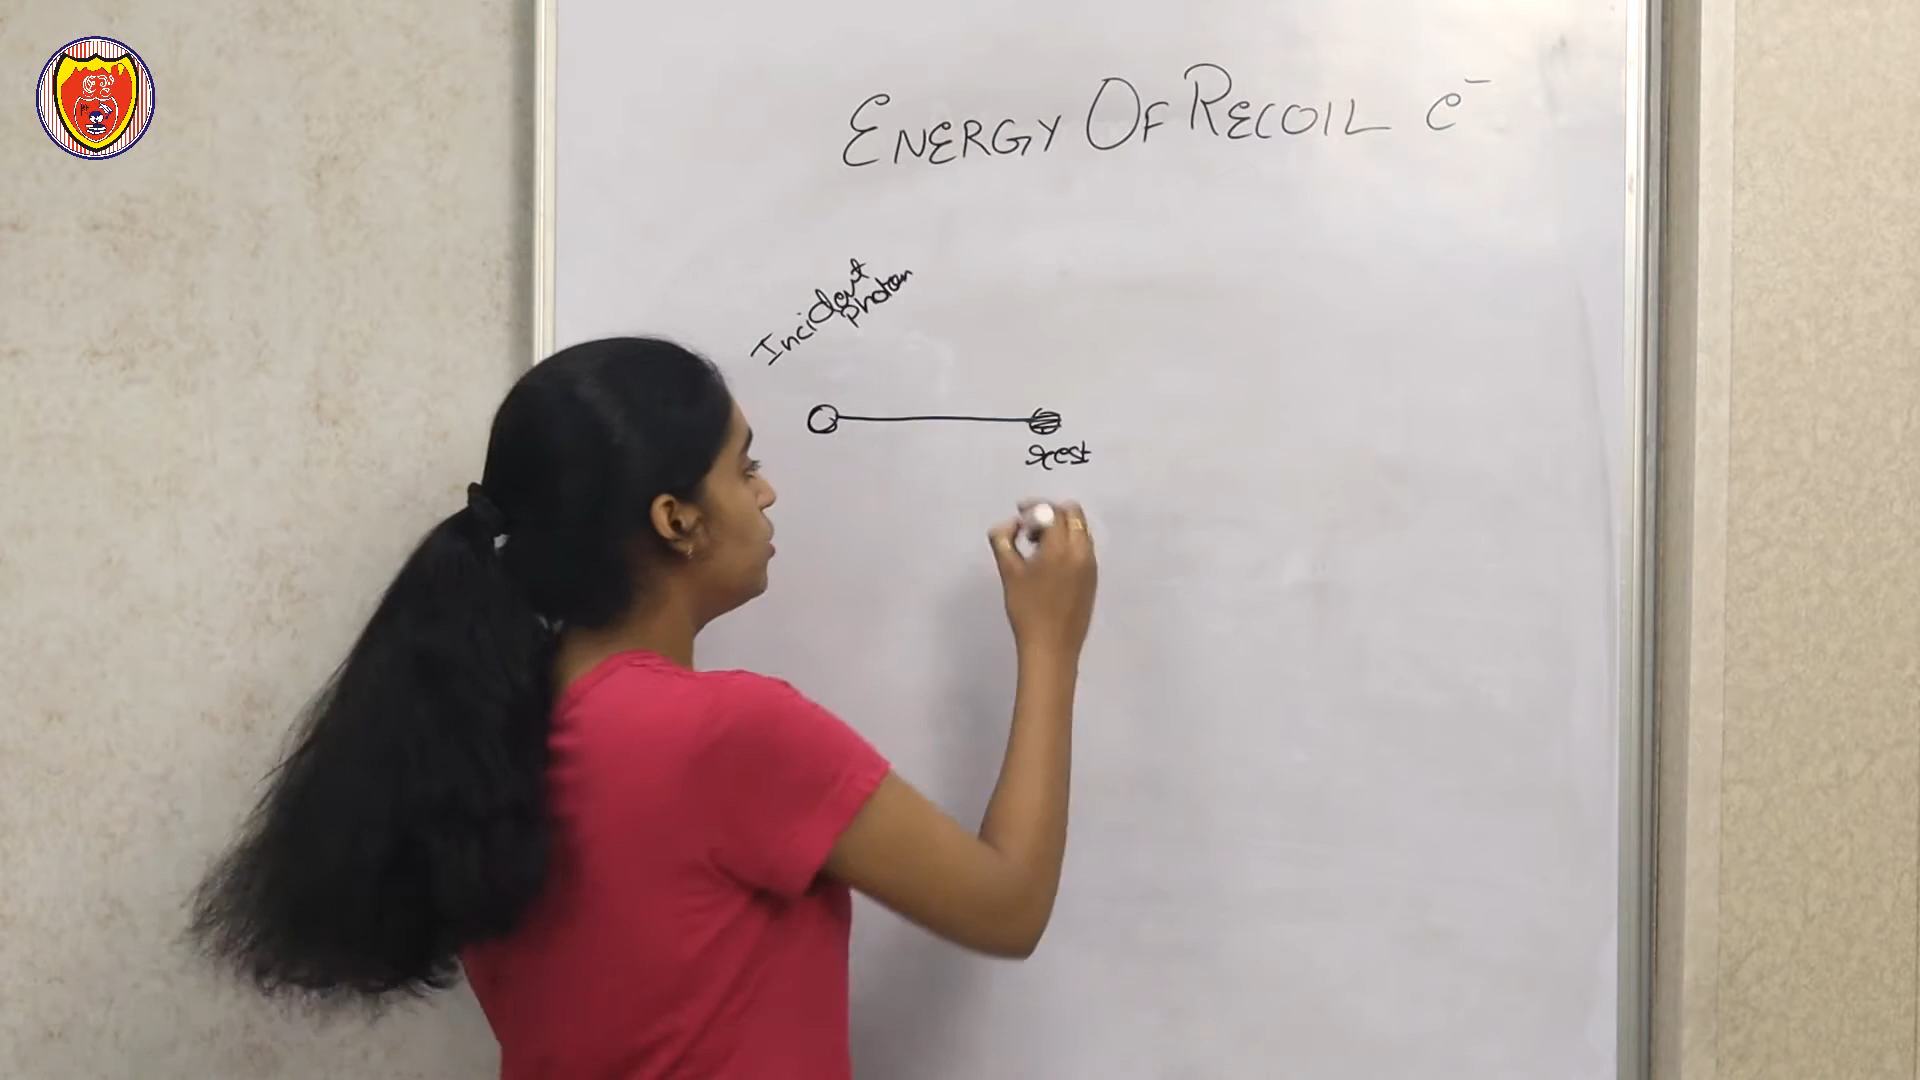 ENERGY OF RECOIL e⁻
Incident
photon
rest